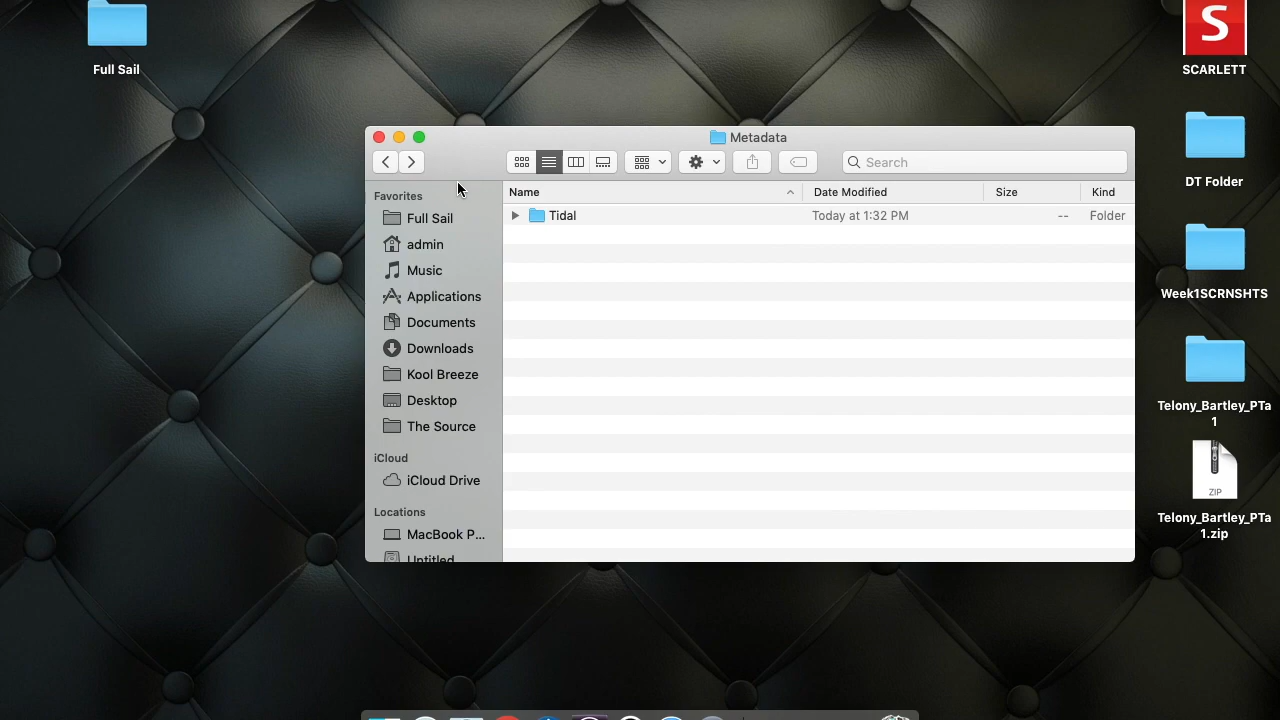 Full Sail
S
SCARLETT
DT Folder
Week1SCRNSHTS
Telony_Bartley_PTa
1
ZIP
Telony_Bartley_PTa
1.zip
Metadata
Search
Favorites
Full Sail
admin
Music
Applications
Documents
Downloads
Kool Breeze
Desktop
The Source
iCloud
iCloud Drive
Locations
MacBook P...
Untitled
Name Date Modified Size Kind
Tidal Today at 1:32 PM -- Folder